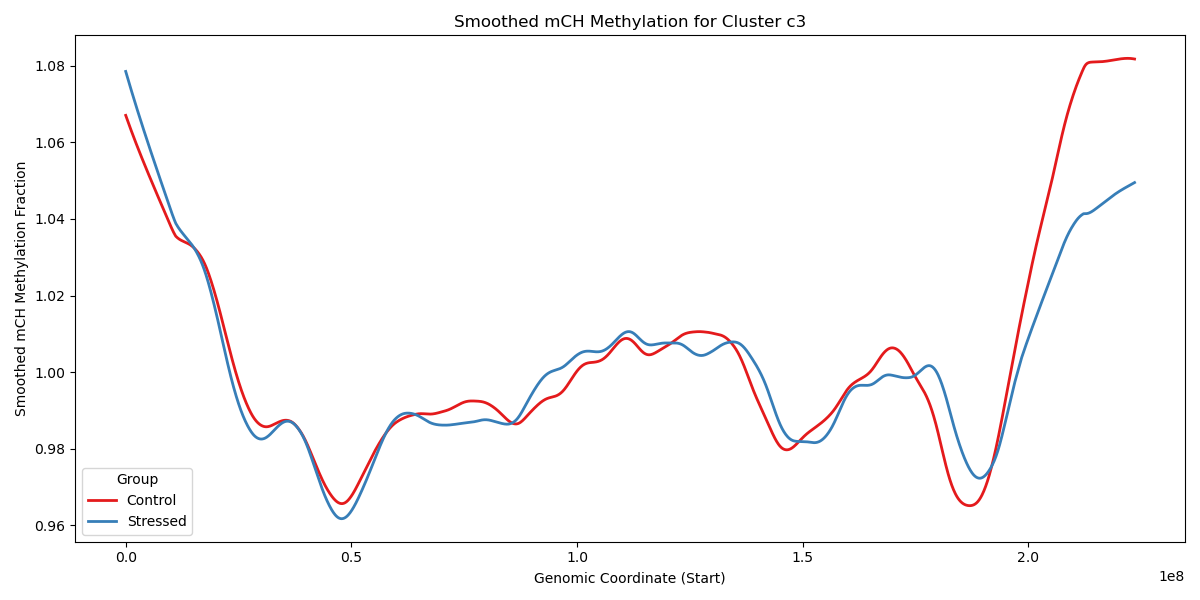 Smoothed mCH Methylation for Cluster c3
Smoothed mCH Methylation Fraction
1.08
1.06
1.04
1.02
1.00
0.98
0.96
Group
Control
Stressed
0.0
0.5
1.0
1.5
2.0
1e8
Genomic Coordinate (Start)